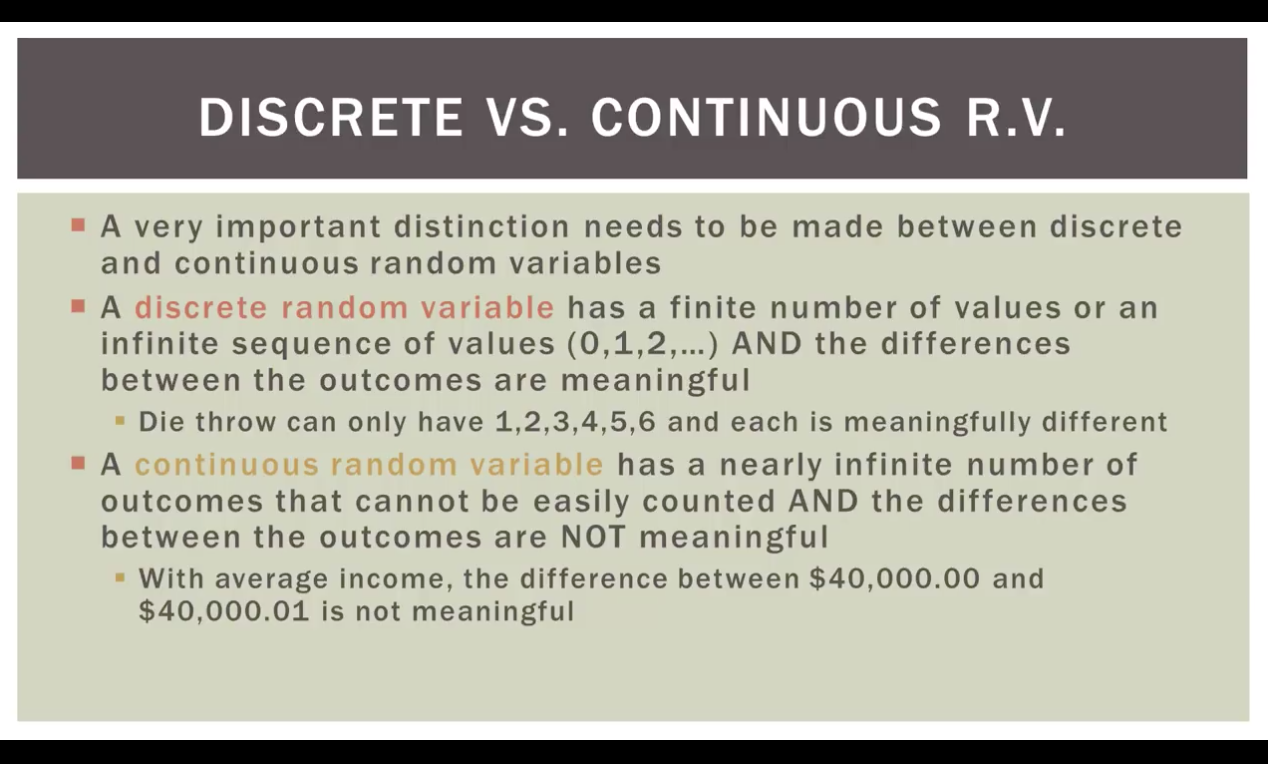 DISCRETE VS. CONTINUOUS R.V.
A very important distinction needs to be made between discrete
and continuous random variables
A discrete random variable has a finite number of values or an
infinite sequence of values (0,1,2,...) AND the differences
between the outcomes are meaningful
Die throw can only have 1,2,3,4,5,6 and each is meaningfully different
A continuous random variable has a nearly infinite number of
outcomes that cannot be easily counted AND the differences
between the outcomes are NOT meaningful
With average income, the difference between $40,000.00 and
$40,000.01 is not meaningful